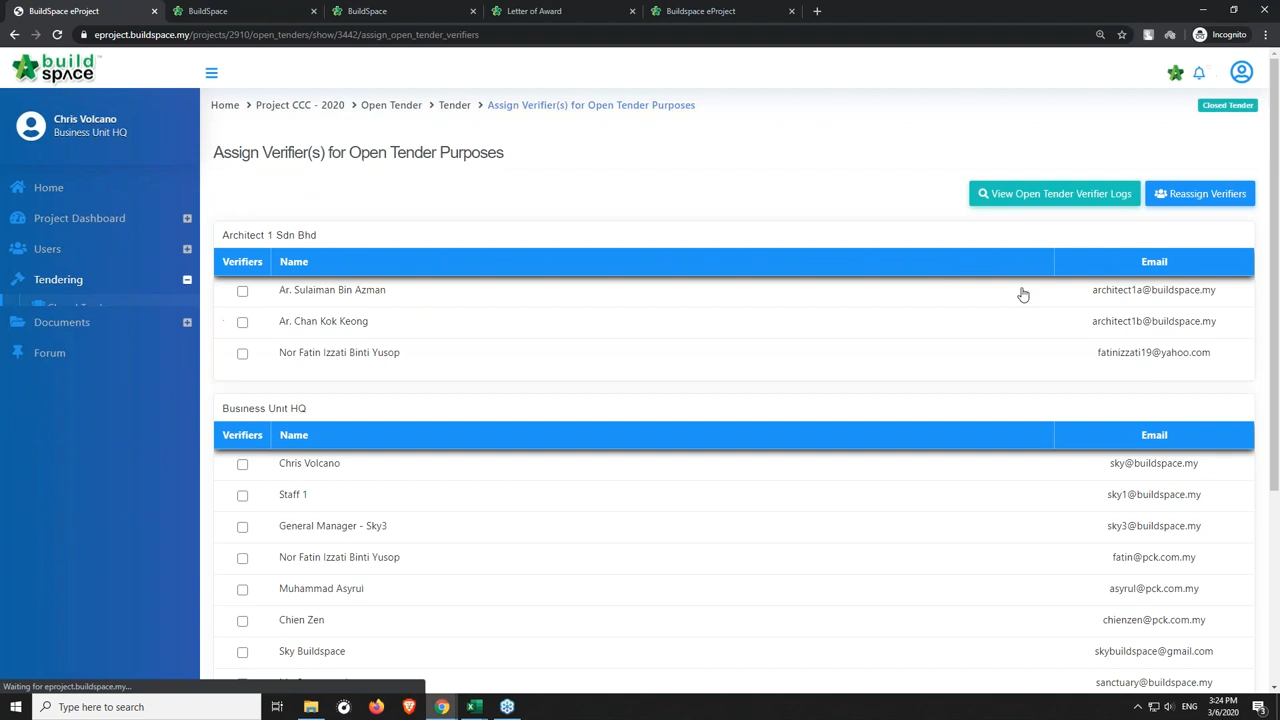 BuildSpace eProject
BuildSpace
BuildSpace
Letter of Award
Buildspace eProject
eproject.buildspace.my/projects/2910/open_tenders/show/3442/assign_open_tender_verifiers
Incognito
build space
Chris Volcano
Business Unit HQ
Home
Project Dashboard
Users
Tendering
Documents
Forum
Home > Project CCC - 2020 > Open Tender > Tender > Assign Verifier(s) for Open Tender Purposes
Closed Tender
Assign Verifier(s) for Open Tender Purposes
View Open Tender Verifier Logs
Reassign Verifiers
Architect 1 Sdn Bhd
Verifiers Name Email
Ar. Sulaiman Bin Azman architect1a@buildspace.my
Ar. Chan Kok Keong architect1b@buildspace.my
Nor Fatin Izzati Binti Yusop fatinizzati19@yahoo.com
Business Unit HQ
Verifiers Name Email
Chris Volcano sky@buildspace.my
Staff 1 sky1@buildspace.my
General Manager - Sky3 sky3@buildspace.my
Nor Fatin Izzati Binti Yusop fatin@pck.com.my
Muhammad Asyrul asyrul@pck.com.my
Chien Zen chienzen@pck.com.my
Sky Buildspace skybuildspace@gmail.com
sanctuary@buildspace.my
Waiting for eproject.buildspace.my...
Type here to search
ENG
3:24 PM
3/6/2020